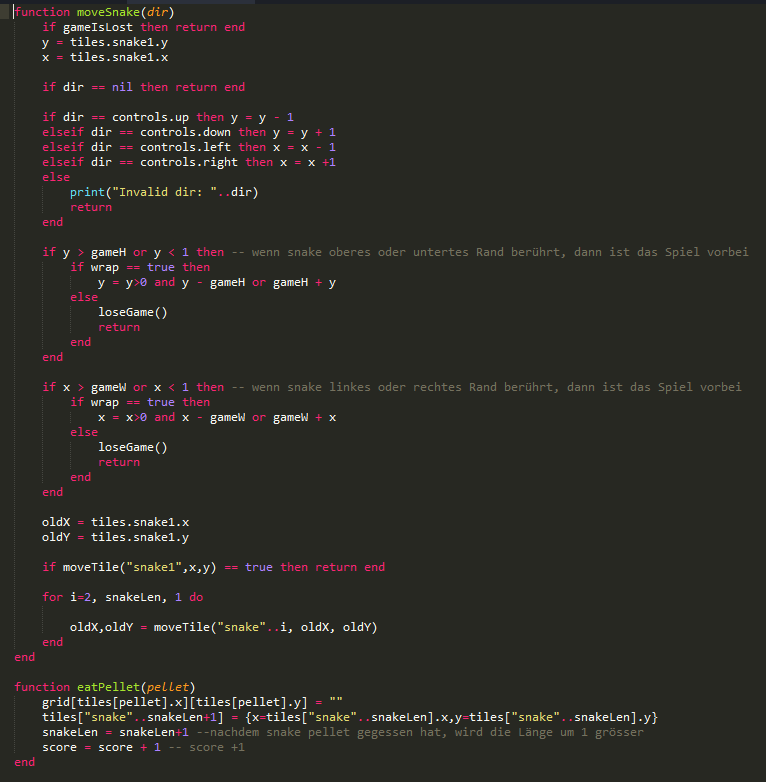 function moveSnake(dir)
    if gameIsLost then return end
    y = tiles.snake1.y
    x = tiles.snake1.x

    if dir == nil then return end

    if dir == controls.up then y = y - 1
    elseif dir == controls.down then y = y + 1
    elseif dir == controls.left then x = x - 1
    elseif dir == controls.right then x = x +1
    else
        print("Invalid dir: "..dir)
        return
    end

    if y > gameH or y < 1 then -- wenn snake oberes oder untertes Rand berührt, dann ist das Spiel vorbei
        if wrap == true then
            y = y>0 and y - gameH or gameH + y
        else
            loseGame()
            return
        end
    end

    if x > gameW or x < 1 then -- wenn snake linkes oder rechtes Rand berührt, dann ist das Spiel vorbei
        if wrap == true then
            x = x>0 and x - gameW or gameW + x
        else
            loseGame()
            return
        end
    end

    oldX = tiles.snake1.x
    oldY = tiles.snake1.y

    if moveTile("snake1",x,y) == true then return end

    for i=2, snakeLen, 1 do

        oldX,oldY = moveTile("snake"..i, oldX, oldY)
    end
end

function eatPellet(pellet)
    grid[tiles[pellet].x][tiles[pellet].y] = ""
    tiles["snake"..snakeLen+1] = {x=tiles["snake"..snakeLen].x,y=tiles["snake"..snakeLen].y}
    snakeLen = snakeLen+1 --nachdem snake pellet gegessen hat, wird die Länge um 1 grösser
    score = score + 1 -- score +1
end